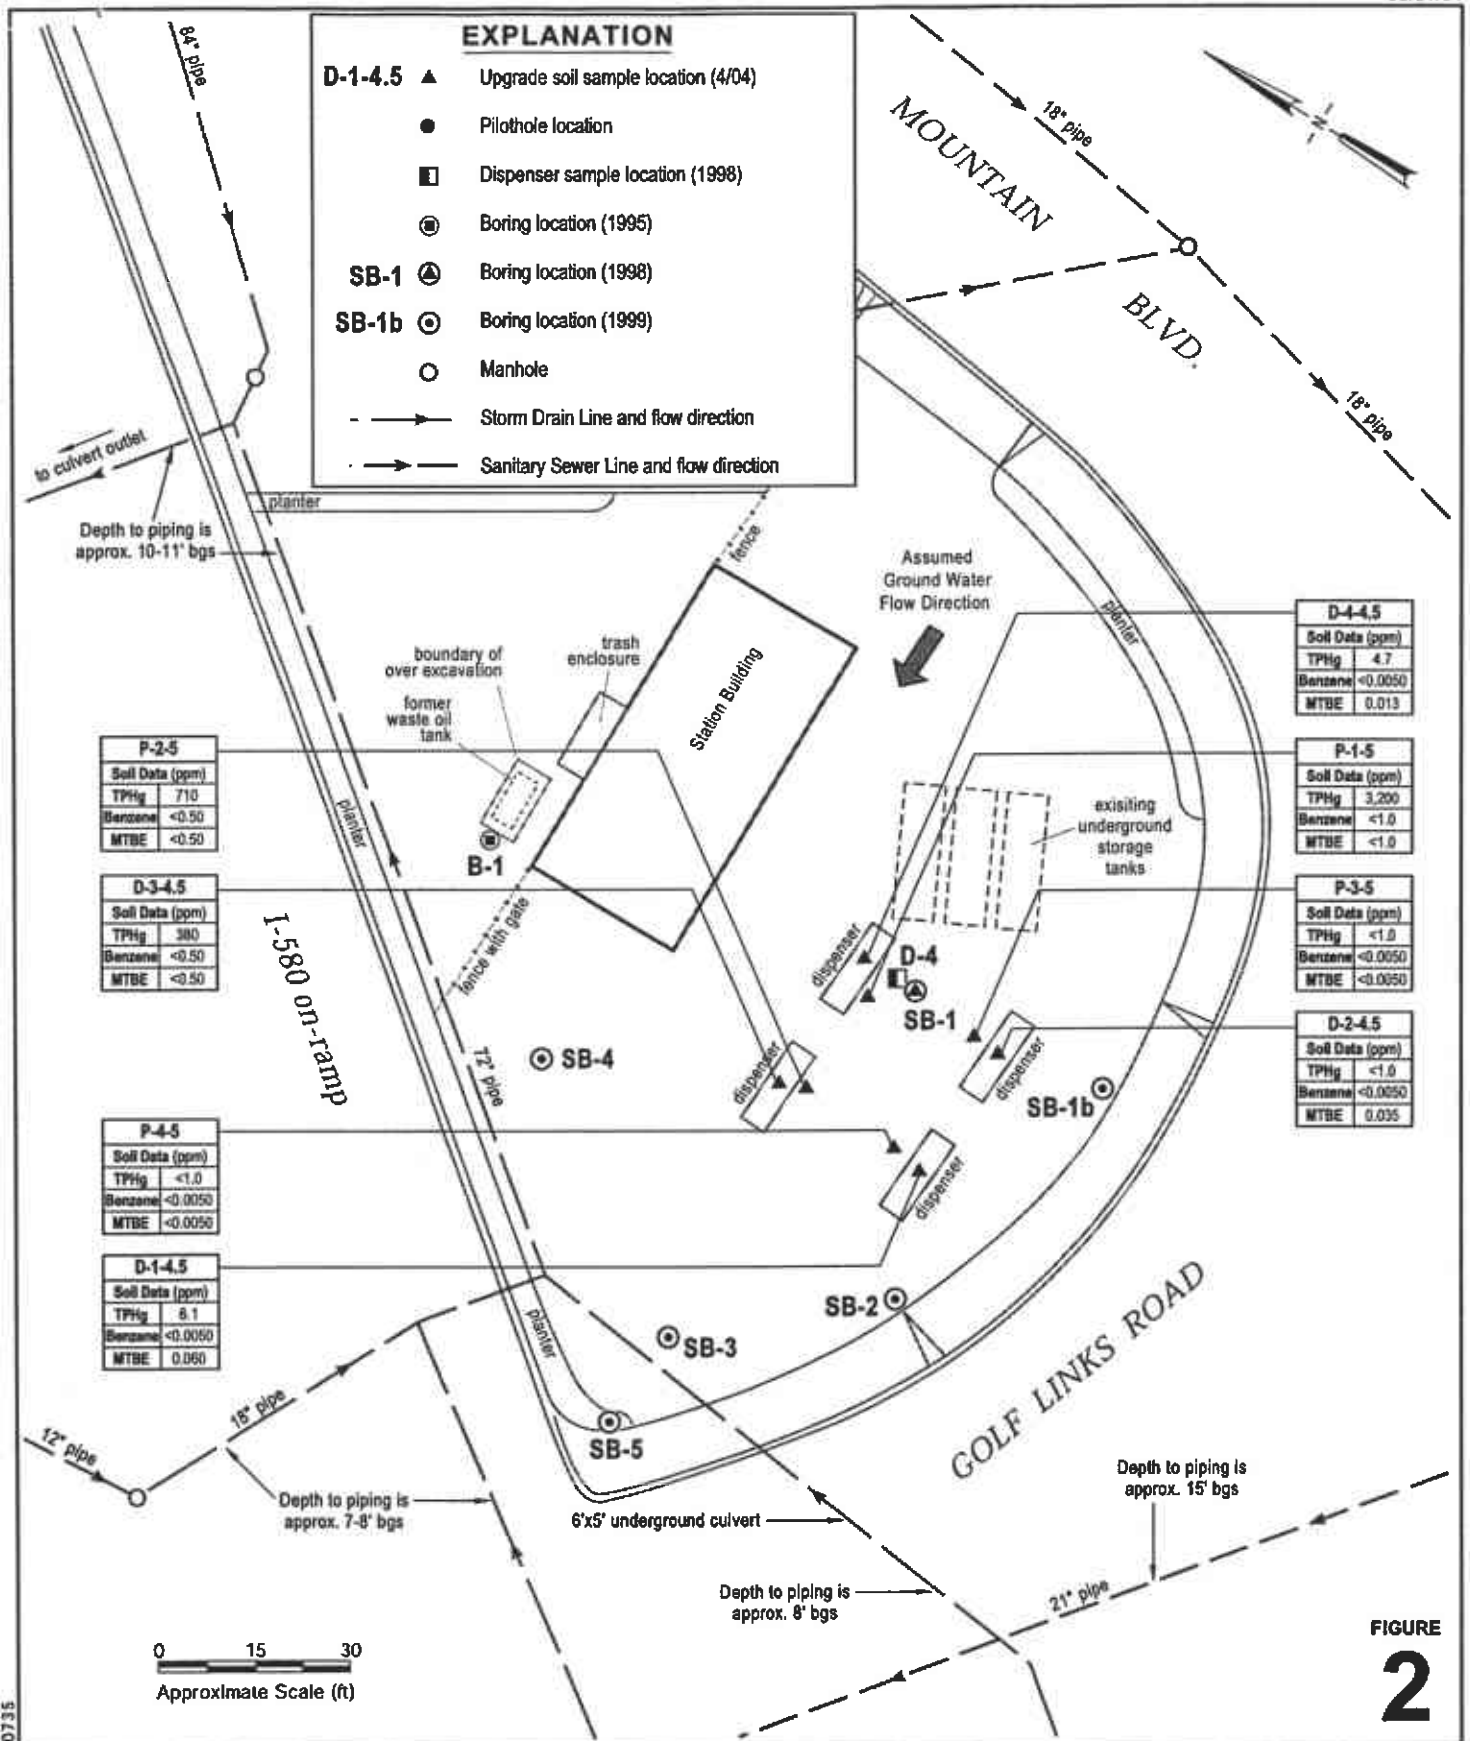 EXPLANATION
D-1-4.5 Upgrade soil sample location (4/04)
Pilothole location
Dispenser sample location (1998)
Boring location (1995)
SB-1 Boring location (1998)
SB-1b Boring location (1999)
Manhole
Storm Drain Line and flow direction
Sanitary Sewer Line and flow direction
84" pipe
18" pipe
MOUNTAIN
BLVD.
18" pipe
N
to culvert outlet
Depth to piping is
approx. 10-11' bgs
planter
fence
Assumed
Ground Water
Flow Direction
planter
boundary of
over excavation
trash
enclosure
former
waste oil
tank
Station Building
B-1
fence with gate
planter
I-580 on-ramp
72" pipe
exisiting
underground
storage
tanks
D-4-4.5
Soil Data (ppm)
TPHg 4.7
Benzene <0.0050
MTBE 0.013
P-1-5
Soil Data (ppm)
TPHg 3,200
Benzene <1.0
MTBE <1.0
P-3-5
Soil Data (ppm)
TPHg <1.0
Benzene <0.0050
MTBE <0.0050
D-2-4.5
Soil Data (ppm)
TPHg <1.0
Benzene <0.0050
MTBE 0.035
P-2-5
Soil Data (ppm)
TPHg 710
Benzene <0.50
MTBE <0.50
D-3-4.5
Soil Data (ppm)
TPHg 380
Benzene <0.50
MTBE <0.50
P-4-5
Soil Data (ppm)
TPHg <1.0
Benzene <0.0050
MTBE <0.0050
D-1-4.5
Soil Data (ppm)
TPHg 6.1
Benzene <0.0050
MTBE 0.060
dispenser
D-4
SB-1
dispenser
dispenser
SB-1b
dispenser
SB-4
SB-2
SB-3
planter
SB-5
GOLF LINKS ROAD
12" pipe
18" pipe
Depth to piping is
approx. 7-8' bgs
6'x5' underground culvert
Depth to piping is
approx. 15' bgs
Depth to piping is
approx. 8' bgs
21" pipe
0 15 30
Approximate Scale (ft)
FIGURE
2
0735